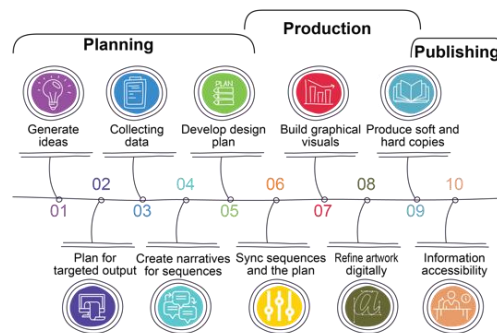 Planning
Production
Publishing
PLAN
Generate
ideas
Collecting
data
Develop design
plan
Build graphical
visuals
Produce soft and
hard copies
02
04
06
08
10
01
03
05
07
09
Plan for
targeted output
Create narratives
for sequences
Sync sequences
and the plan
Refine artwork
digitally
Information
accessibility
a